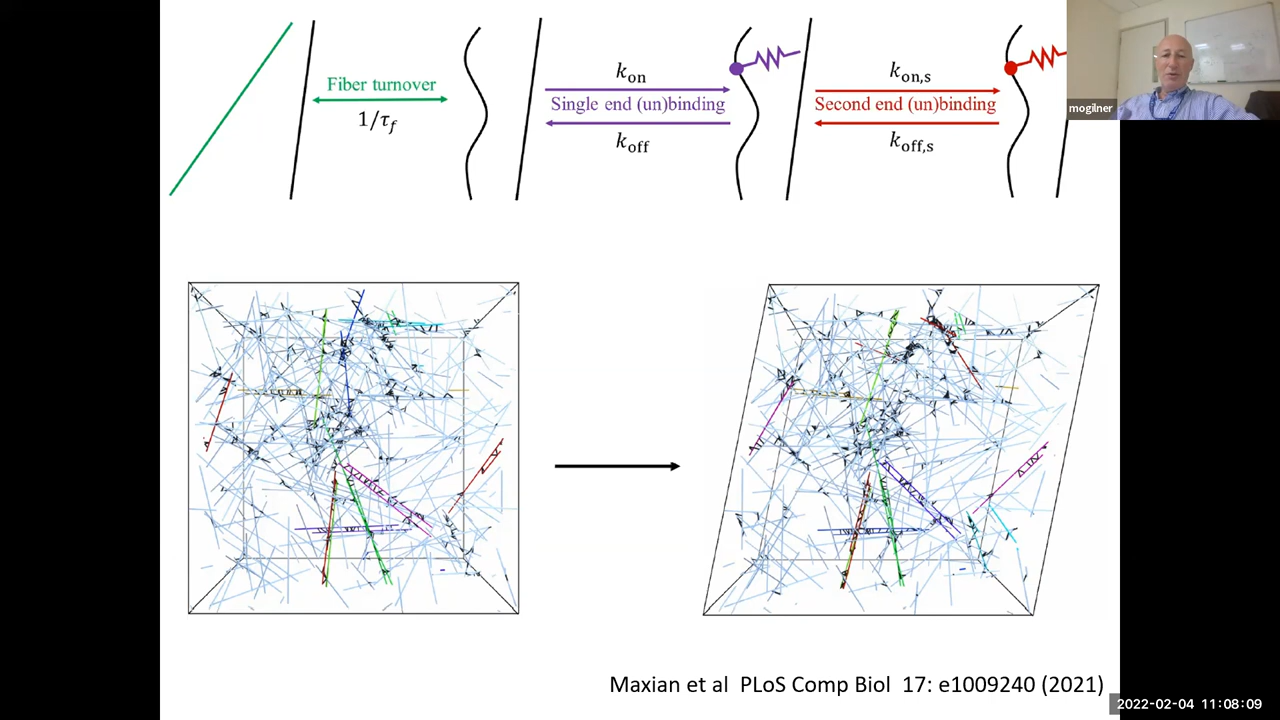 Fiber turnover
1/τ_f
k_on
Single end (un)binding
k_off
k_on,s
Second end (un)binding
k_off,s
mogilner
Maxian et al PLoS Comp Biol 17: e1009240 (2021)
2022-02-04 11:08:09